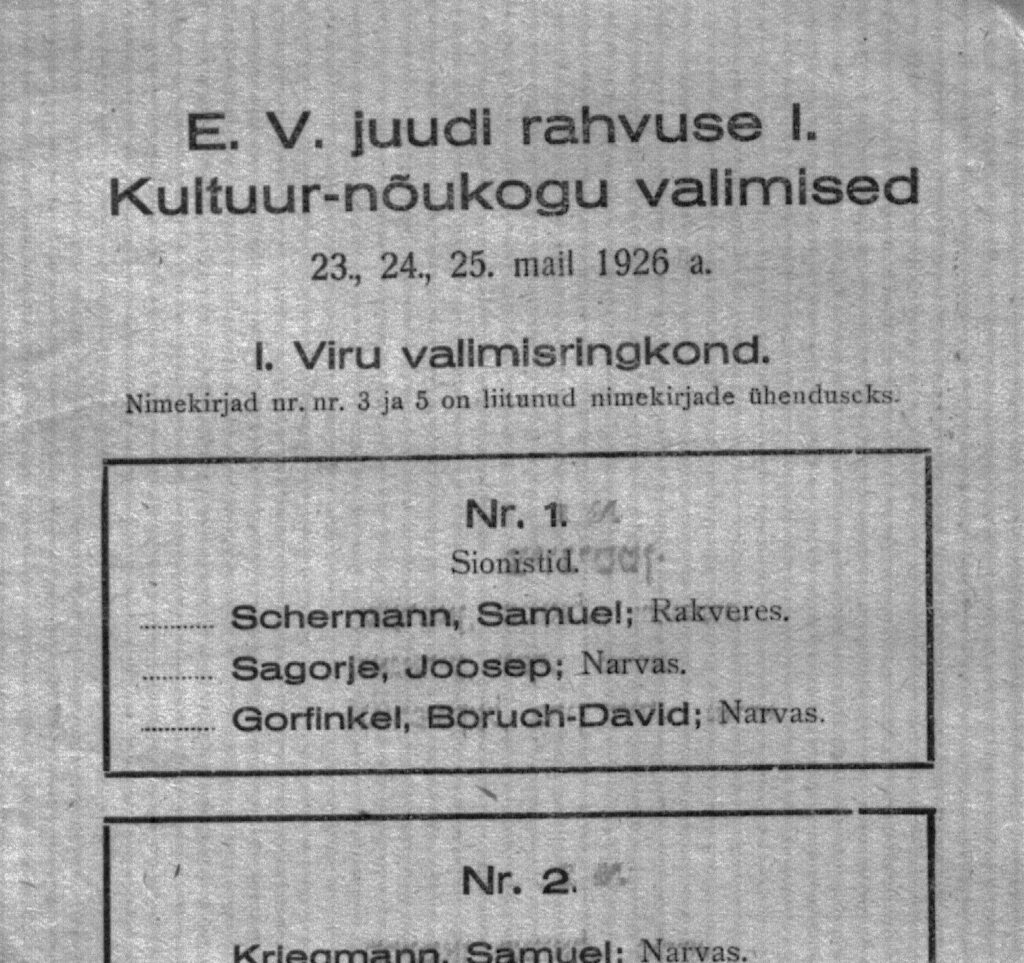 E. V. juudi rahvuse I.
Kultuur-nõukogu valimised
23., 24., 25. mail 1926 a.
I. Viru valimisringkond.
Nimekirjad nr. nr. 3 ja 5 on liitunud nimekirjade ühenduseks.
Nr. 1.
Sionistid.
............ Schermann, Samuel; Rakveres.
............ Sagorje, Joosep; Narvas.
............ Gorfinkel, Boruch-David; Narvas.
Nr. 2.
Kriegmann, Samuel; Narvas.